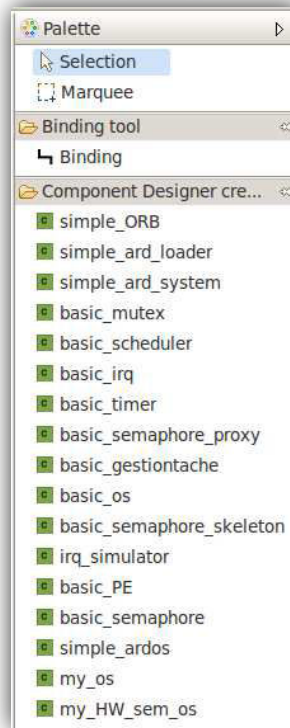 Palette
Selection
Marquee
Binding tool
Binding
Component Designer cre...
simple_ORB
simple_ard_loader
simple_ard_system
basic_mutex
basic_scheduler
basic_irq
basic_timer
basic_semaphore_proxy
basic_gestiontache
basic_os
basic_semaphore_skeleton
irq_simulator
basic_PE
basic_semaphore
simple_ardos
my_os
my_HW_sem_os